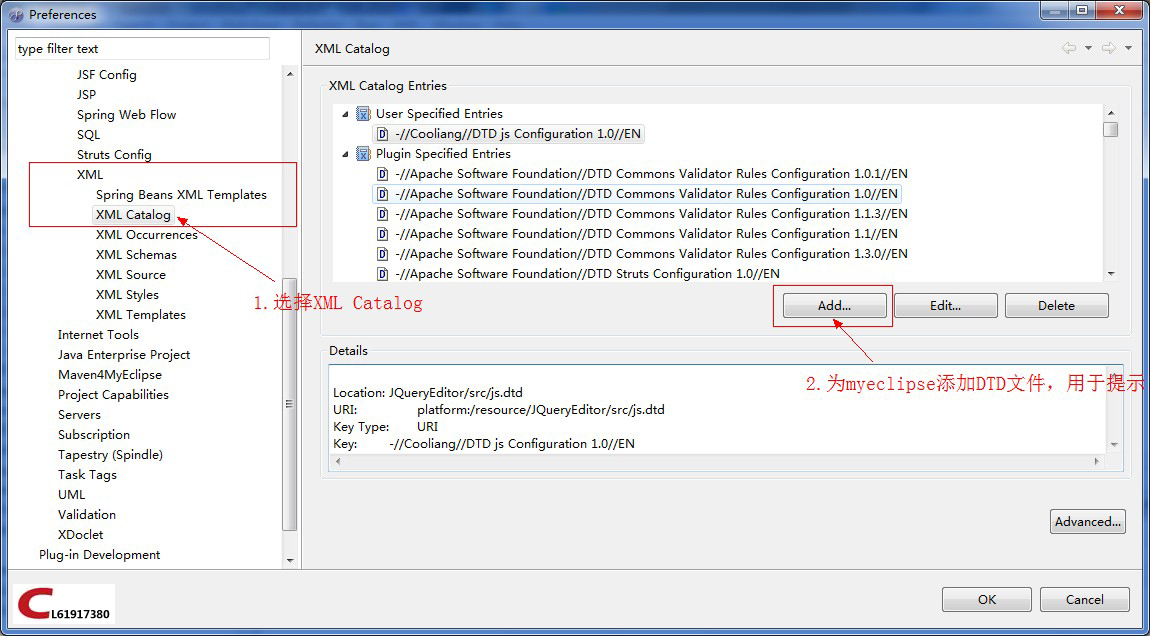 Preferences
type filter text
JSF Config
JSP
Spring Web Flow
SQL
Struts Config
XML
Spring Beans XML Templates
XML Catalog
XML Occurrences
XML Schemas
XML Source
XML Styles
XML Templates
Internet Tools
Java Enterprise Project
Maven4MyEclipse
Project Capabilities
Servers
Subscription
Tapestry (Spindle)
Task Tags
UML
Validation
XDoclet
Plug-in Development
1.选择XML Catalog
XML Catalog
XML Catalog Entries
User Specified Entries
-//Cooliang//DTD js Configuration 1.0//EN
Plugin Specified Entries
-//Apache Software Foundation//DTD Commons Validator Rules Configuration 1.0.1//EN
-//Apache Software Foundation//DTD Commons Validator Rules Configuration 1.0//EN
-//Apache Software Foundation//DTD Commons Validator Rules Configuration 1.1.3//EN
-//Apache Software Foundation//DTD Commons Validator Rules Configuration 1.1//EN
-//Apache Software Foundation//DTD Commons Validator Rules Configuration 1.3.0//EN
-//Apache Software Foundation//DTD Struts Configuration 1.0//EN
Add... Edit... Delete
2.为myeclipse添加DTD文件，用于提示
Details
Location: JQueryEditor/src/js.dtd
URI: platform:/resource/JQueryEditor/src/js.dtd
Key Type: URI
Key: -//Cooliang//DTD js Configuration 1.0//EN
Advanced...
CL61917380
OK Cancel